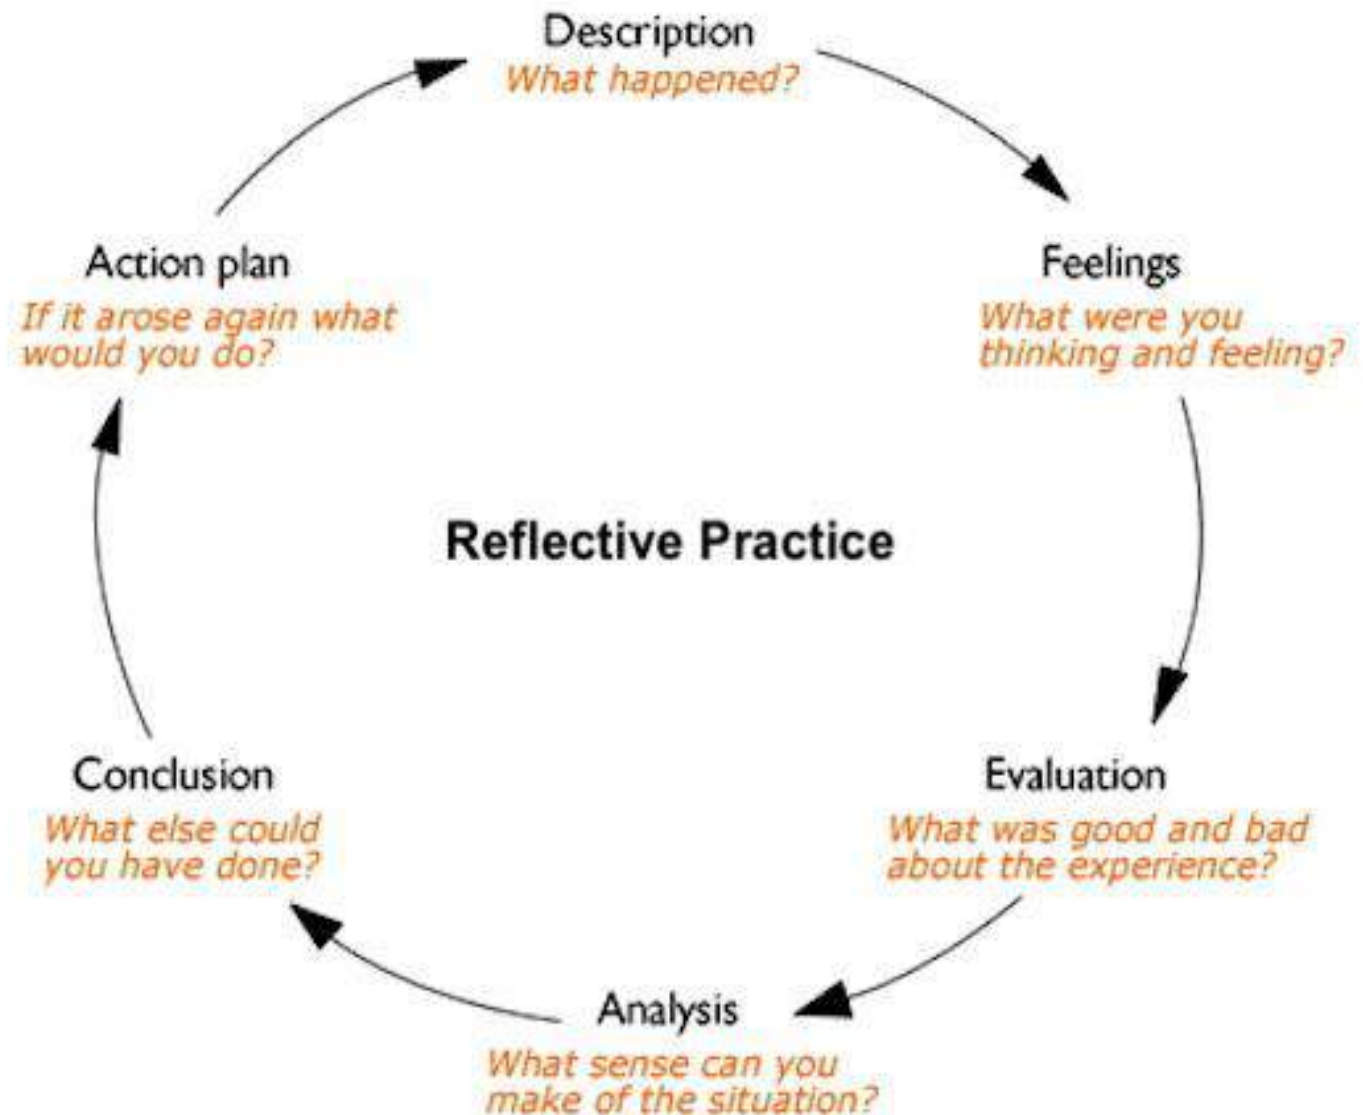 Description
What happened?
Feelings
What were you
thinking and feeling?
Evaluation
What was good and bad
about the experience?
Analysis
What sense can you
make of the situation?
Conclusion
What else could
you have done?
Action plan
If it arose again what
would you do?
Reflective Practice